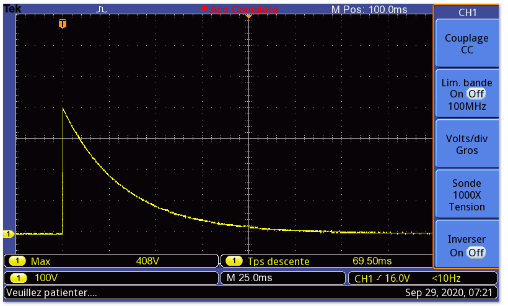 Tek M Pos: 100.0ms CH1
T
Couplage
CC
Lim. bande
On Off
100MHz
Volts/div
Gros
Sonde
1000X
Tension
Inverser
On Off
1
1 Max 408V 1 Tps descente 69.50ms
1 100V M 25.0ms CH1 16.0V <10Hz
Veuillez patienter.... Sep 29, 2020, 07:21